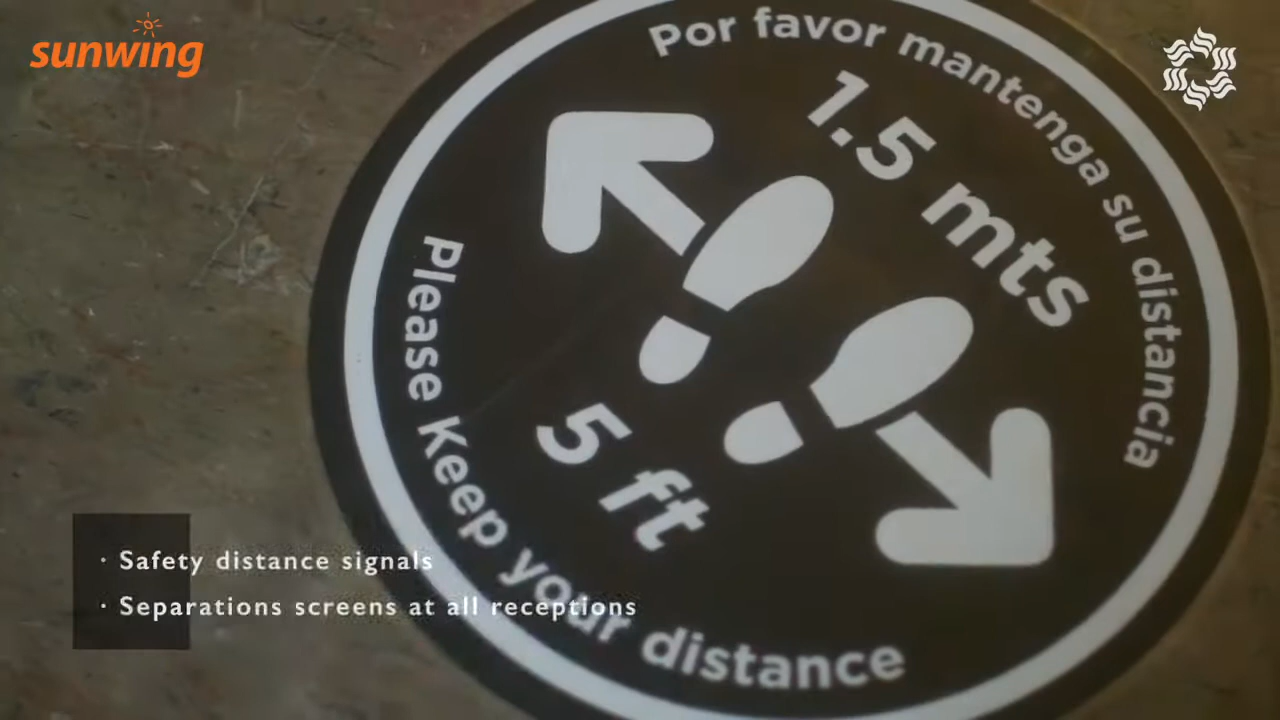 sunwing
Por favor mantenga su distancia
1.5 mts
5 ft
Please Keep your distance
· Safety distance signals
· Separations screens at all receptions